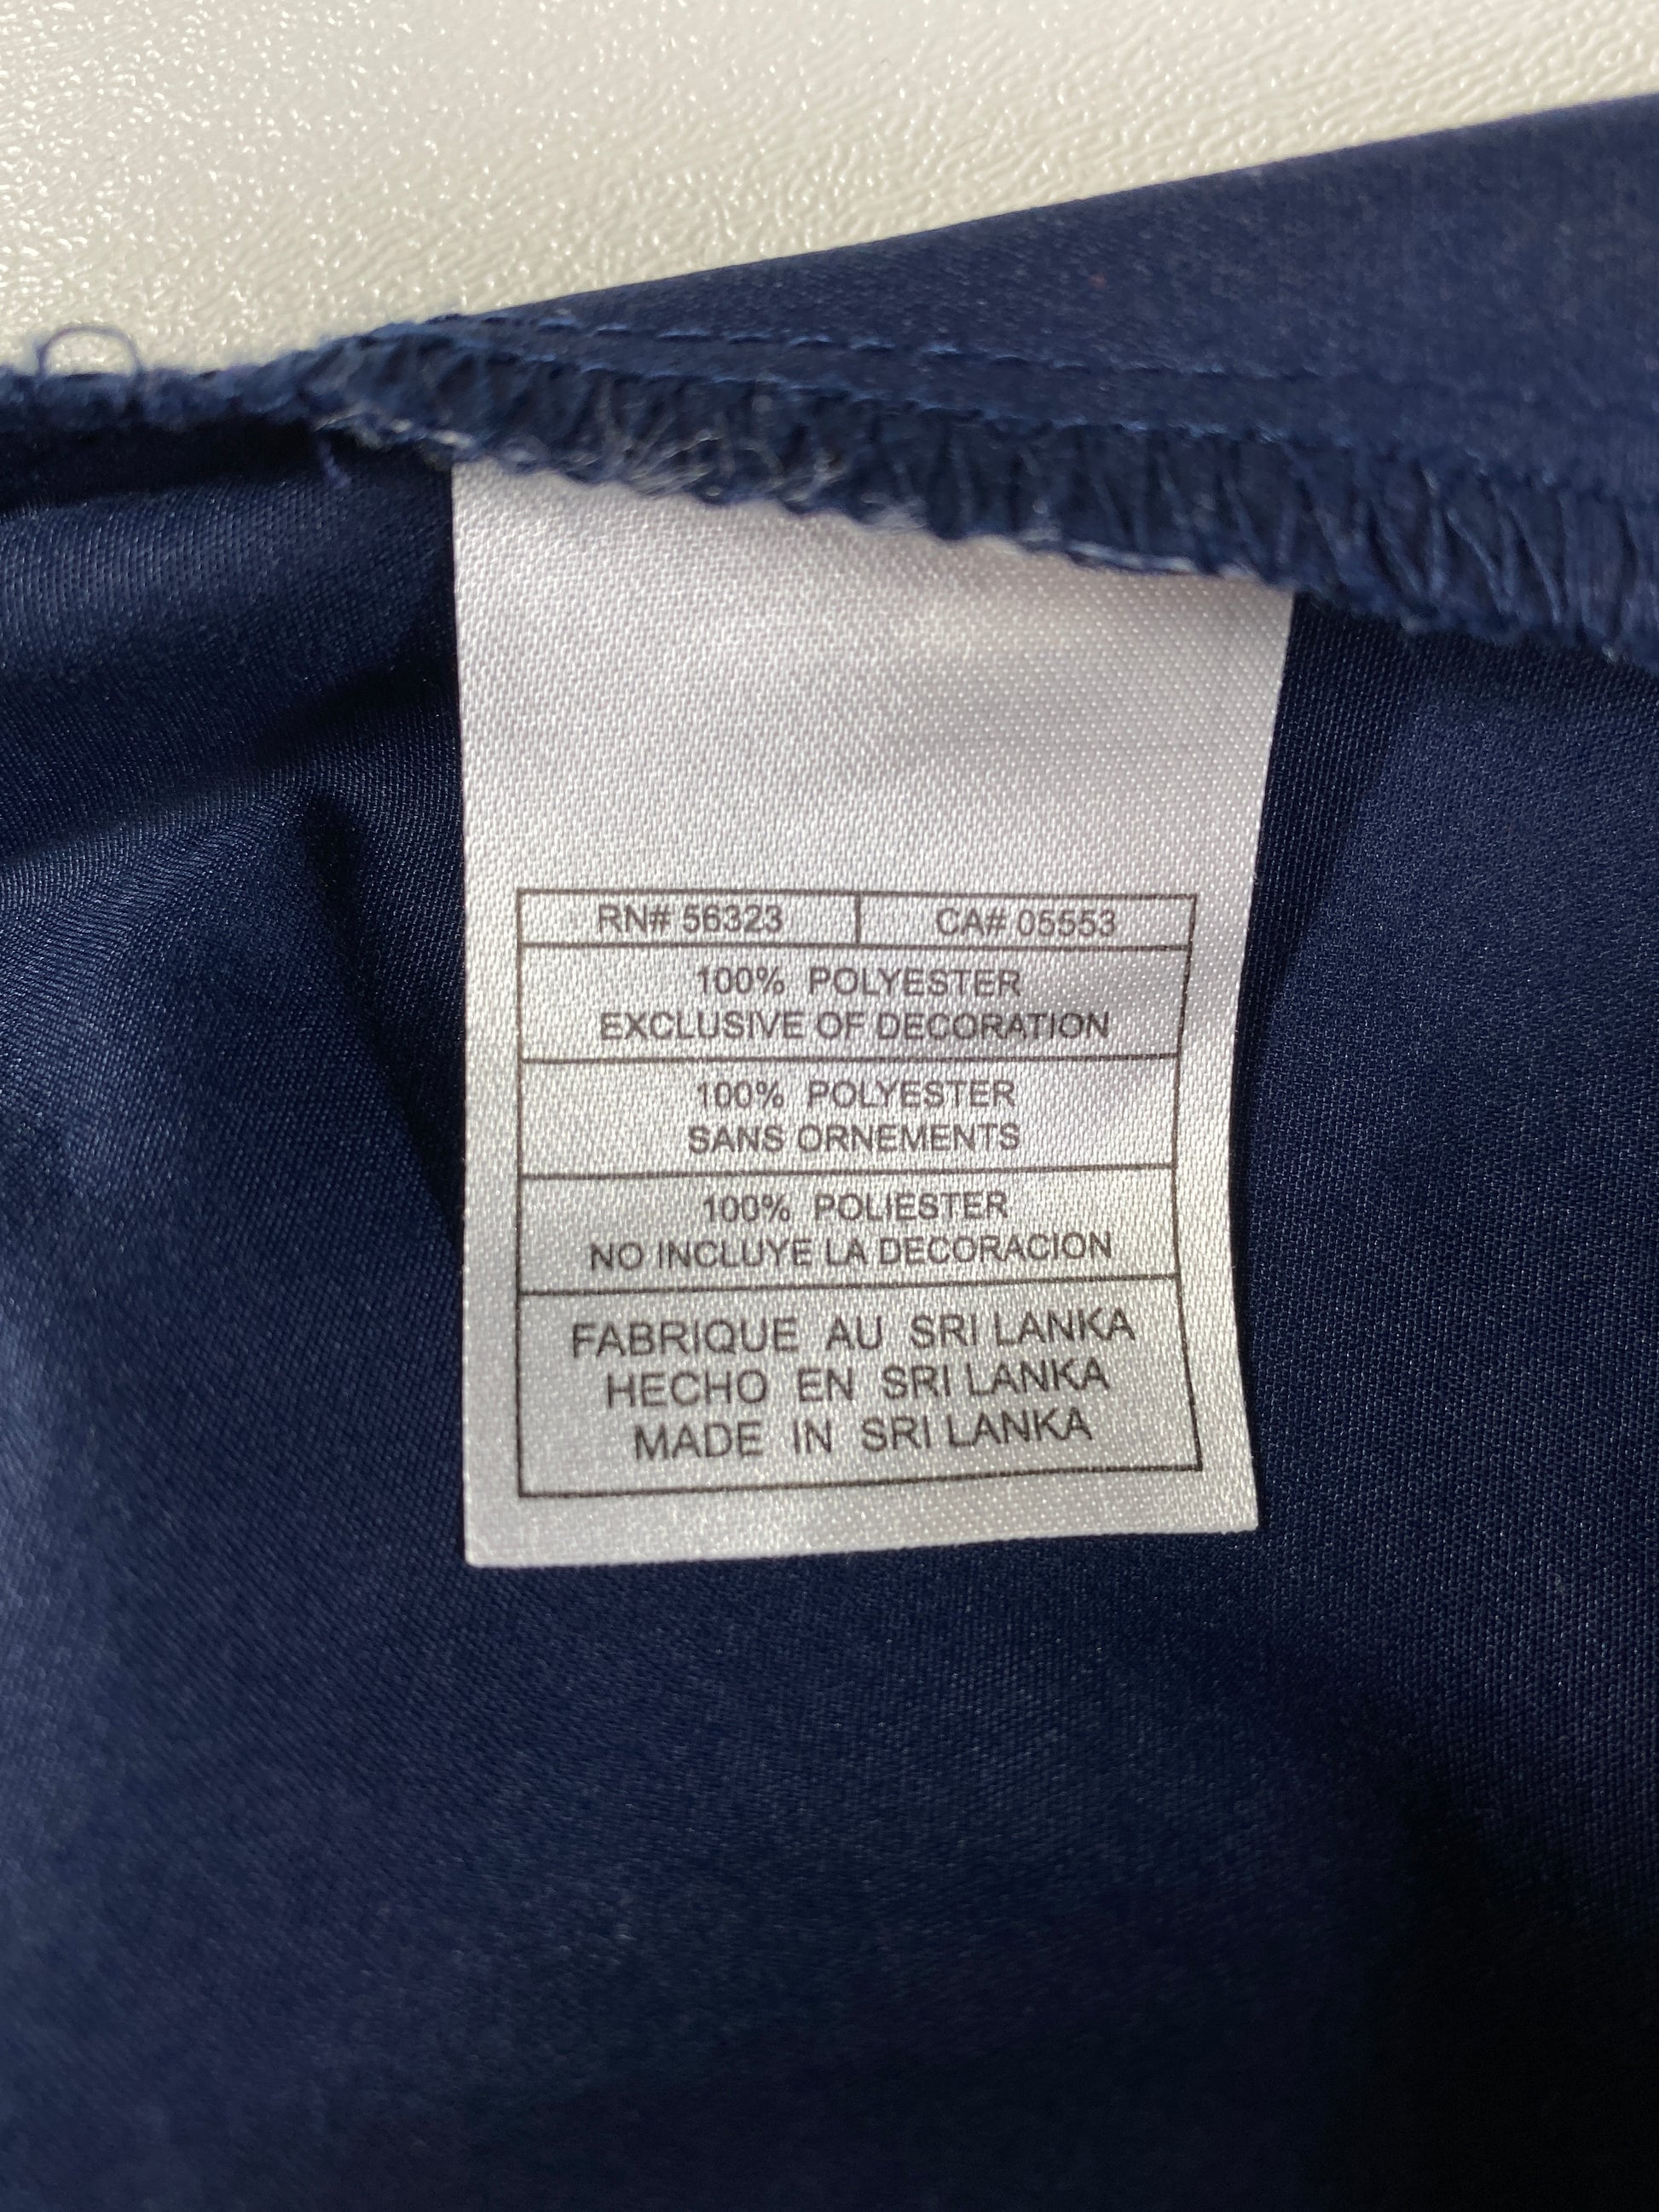 RN# 56323 CA# 05553
100% POLYESTER
EXCLUSIVE OF DECORATION
100% POLYESTER
SANS ORNEMENTS
100% POLIESTER
NO INCLUYE LA DECORACION
FABRIQUE AU SRI LANKA
HECHO EN SRI LANKA
MADE IN SRI LANKA